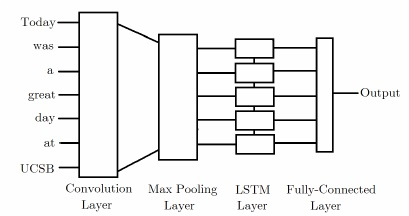 Today
was
a
great
day
at
UCSB
Output
Convolution
Layer
Max Pooling
Layer
LSTM
Layer
Fully-Connected
Layer